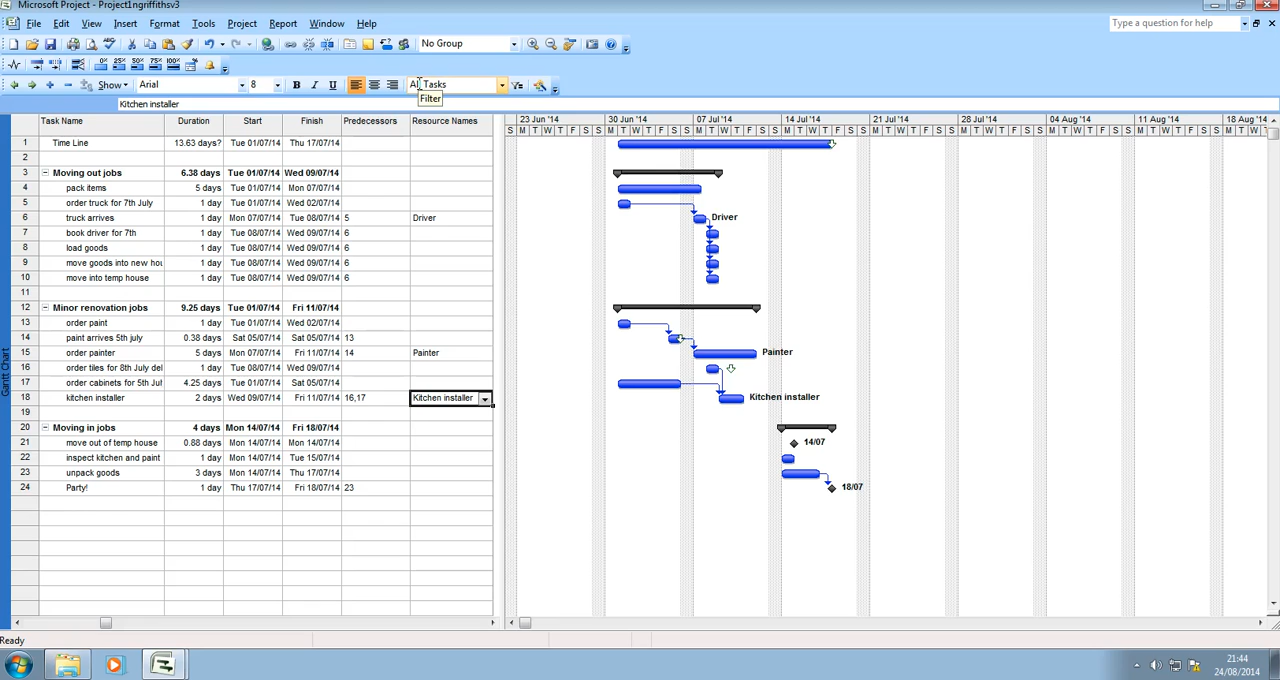 Microsoft Project - Project1ngriffithsv3
File Edit View Insert Format Tools Project Report Window Help
Type a question for help
No Group
0% 25% 50% 75% 100%
Show Arial 8 B I U All Tasks
Filter
Kitchen installer
Task Name Duration Start Finish Predecessors Resource Names
23 Jun '14 30 Jun '14 07 Jul '14 14 Jul '14 21 Jul '14 28 Jul '14 04 Aug '14 11 Aug '14 18 Aug '14
S M T W T F S S M T W T F S S M T W T F S S M T W T F S S M T W T F S S M T W T F S S M T W T F S S M T W T F S S M T W T
1 Time Line 13.63 days? Tue 01/07/14 Thu 17/07/14
2
3 Moving out jobs 6.38 days Tue 01/07/14 Wed 09/07/14
4 pack items 5 days Tue 01/07/14 Mon 07/07/14
5 order truck for 7th July 1 day Tue 01/07/14 Wed 02/07/14
6 truck arrives 1 day Mon 07/07/14 Tue 08/07/14 5 Driver Driver
7 book driver for 7th 1 day Tue 08/07/14 Wed 09/07/14 6
8 load goods 1 day Tue 08/07/14 Wed 09/07/14 6
9 move goods into new hou 1 day Tue 08/07/14 Wed 09/07/14 6
10 move into temp house 1 day Tue 08/07/14 Wed 09/07/14 6
11
12 Minor renovation jobs 9.25 days Tue 01/07/14 Fri 11/07/14
13 order paint 1 day Tue 01/07/14 Wed 02/07/14
14 paint arrives 5th july 0.38 days Sat 05/07/14 Sat 05/07/14 13
15 order painter 5 days Mon 07/07/14 Fri 11/07/14 14 Painter Painter
16 order tiles for 8th July del 1 day Tue 08/07/14 Wed 09/07/14
17 order cabinets for 5th Jul 4.25 days Tue 01/07/14 Sat 05/07/14
18 kitchen installer 2 days Wed 09/07/14 Fri 11/07/14 16,17 Kitchen installer Kitchen installer
19
20 Moving in jobs 4 days Mon 14/07/14 Fri 18/07/14
21 move out of temp house 0.88 days Mon 14/07/14 Mon 14/07/14 14/07
22 inspect kitchen and paint 1 day Mon 14/07/14 Tue 15/07/14
23 unpack goods 3 days Mon 14/07/14 Thu 17/07/14
24 Party! 1 day Thu 17/07/14 Fri 18/07/14 23 18/07
Gantt Chart
Ready
21:44
24/08/2014